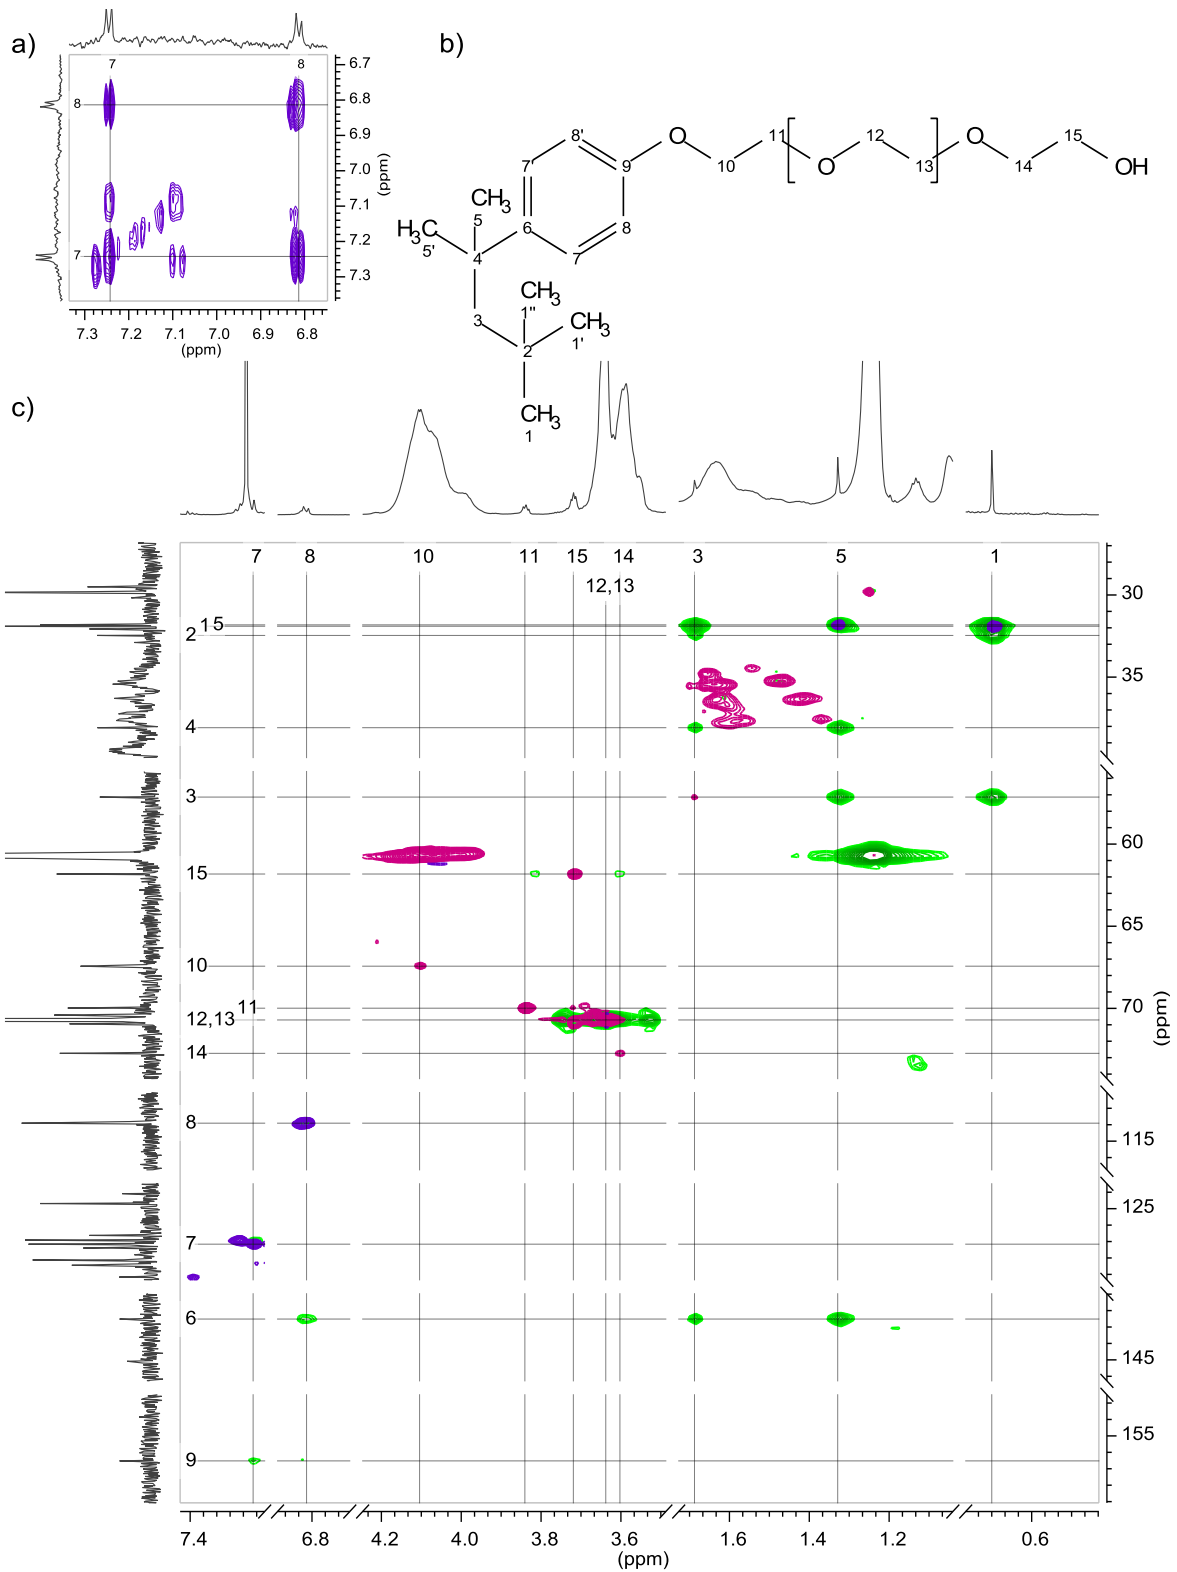 a)
7 8
8
7
6.7
6.8
6.9
7.0
7.1
7.2
7.3
(ppm)
7.3 7.2 7.1 7.0 6.9 6.8
(ppm)
b)
8' O 11 12 O 15
7' 9 10 O 13 14 OH
CH3
5 6 8
H3C
5' 4 7
CH3
3 1'' CH3
2 1'
CH3
1
c)
7 8 10 11 15 14 3 5 1
12,13
1 5
2
4
3
15
10
11
12,13
14
8
7
6
9
30
35
60
65
70
115
125
145
155
(ppm)
7.4 6.8 4.2 4.0 3.8 3.6 1.6 1.2 0.6
(ppm)